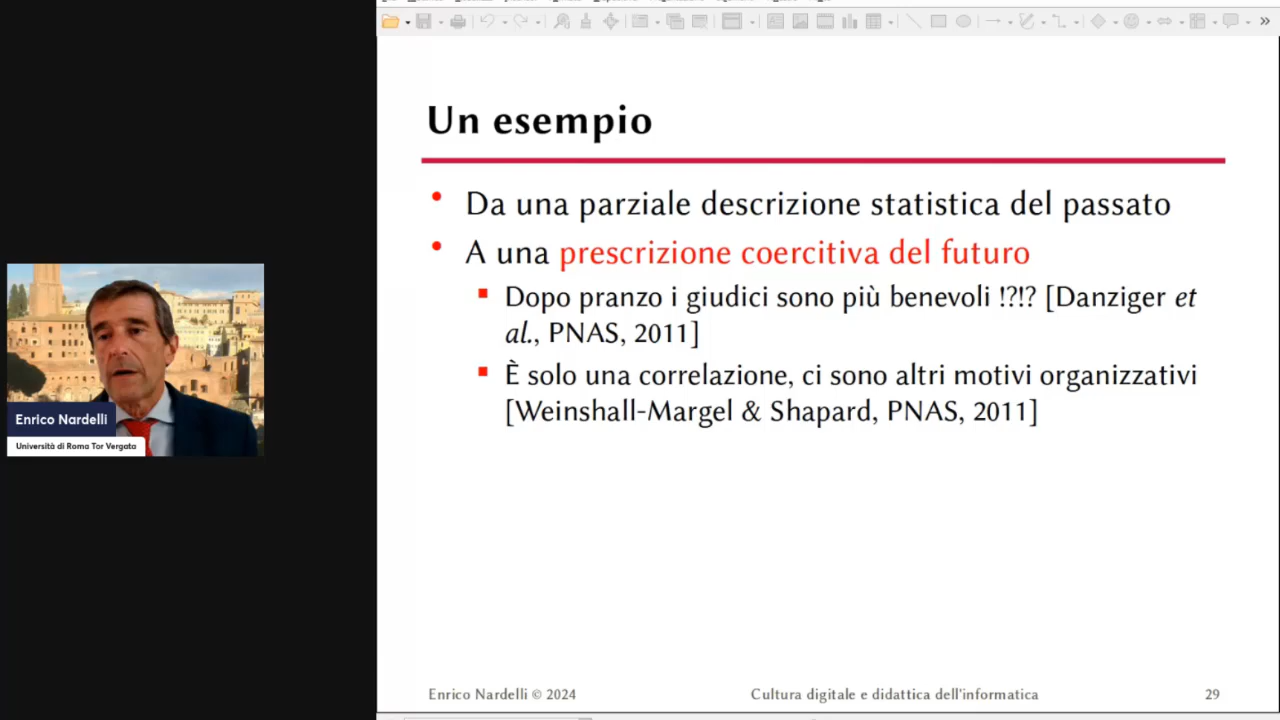 Un esempio
Da una parziale descrizione statistica del passato
A una prescrizione coercitiva del futuro
Dopo pranzo i giudici sono più benevoli !?!? [Danziger et
al., PNAS, 2011]
È solo una correlazione, ci sono altri motivi organizzativi
[Weinshall-Margel & Shapard, PNAS, 2011]
Enrico Nardelli
Università di Roma Tor Vergata
Enrico Nardelli © 2024 Cultura digitale e didattica dell'informatica 29